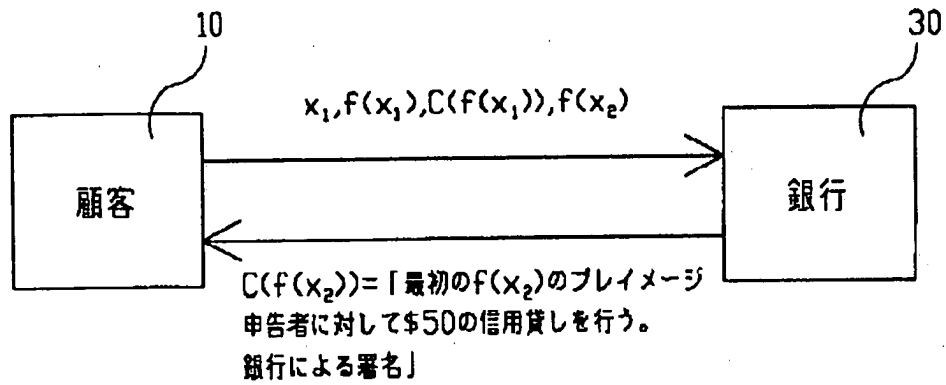 10
30
x₁,f(x₁),C(f(x₁)),f(x₂)
顧客
銀行
C(f(x₂))=「最初のf(x₂)のプレイメージ
申告者に対して$50の信用貸しを行う。
銀行による署名」